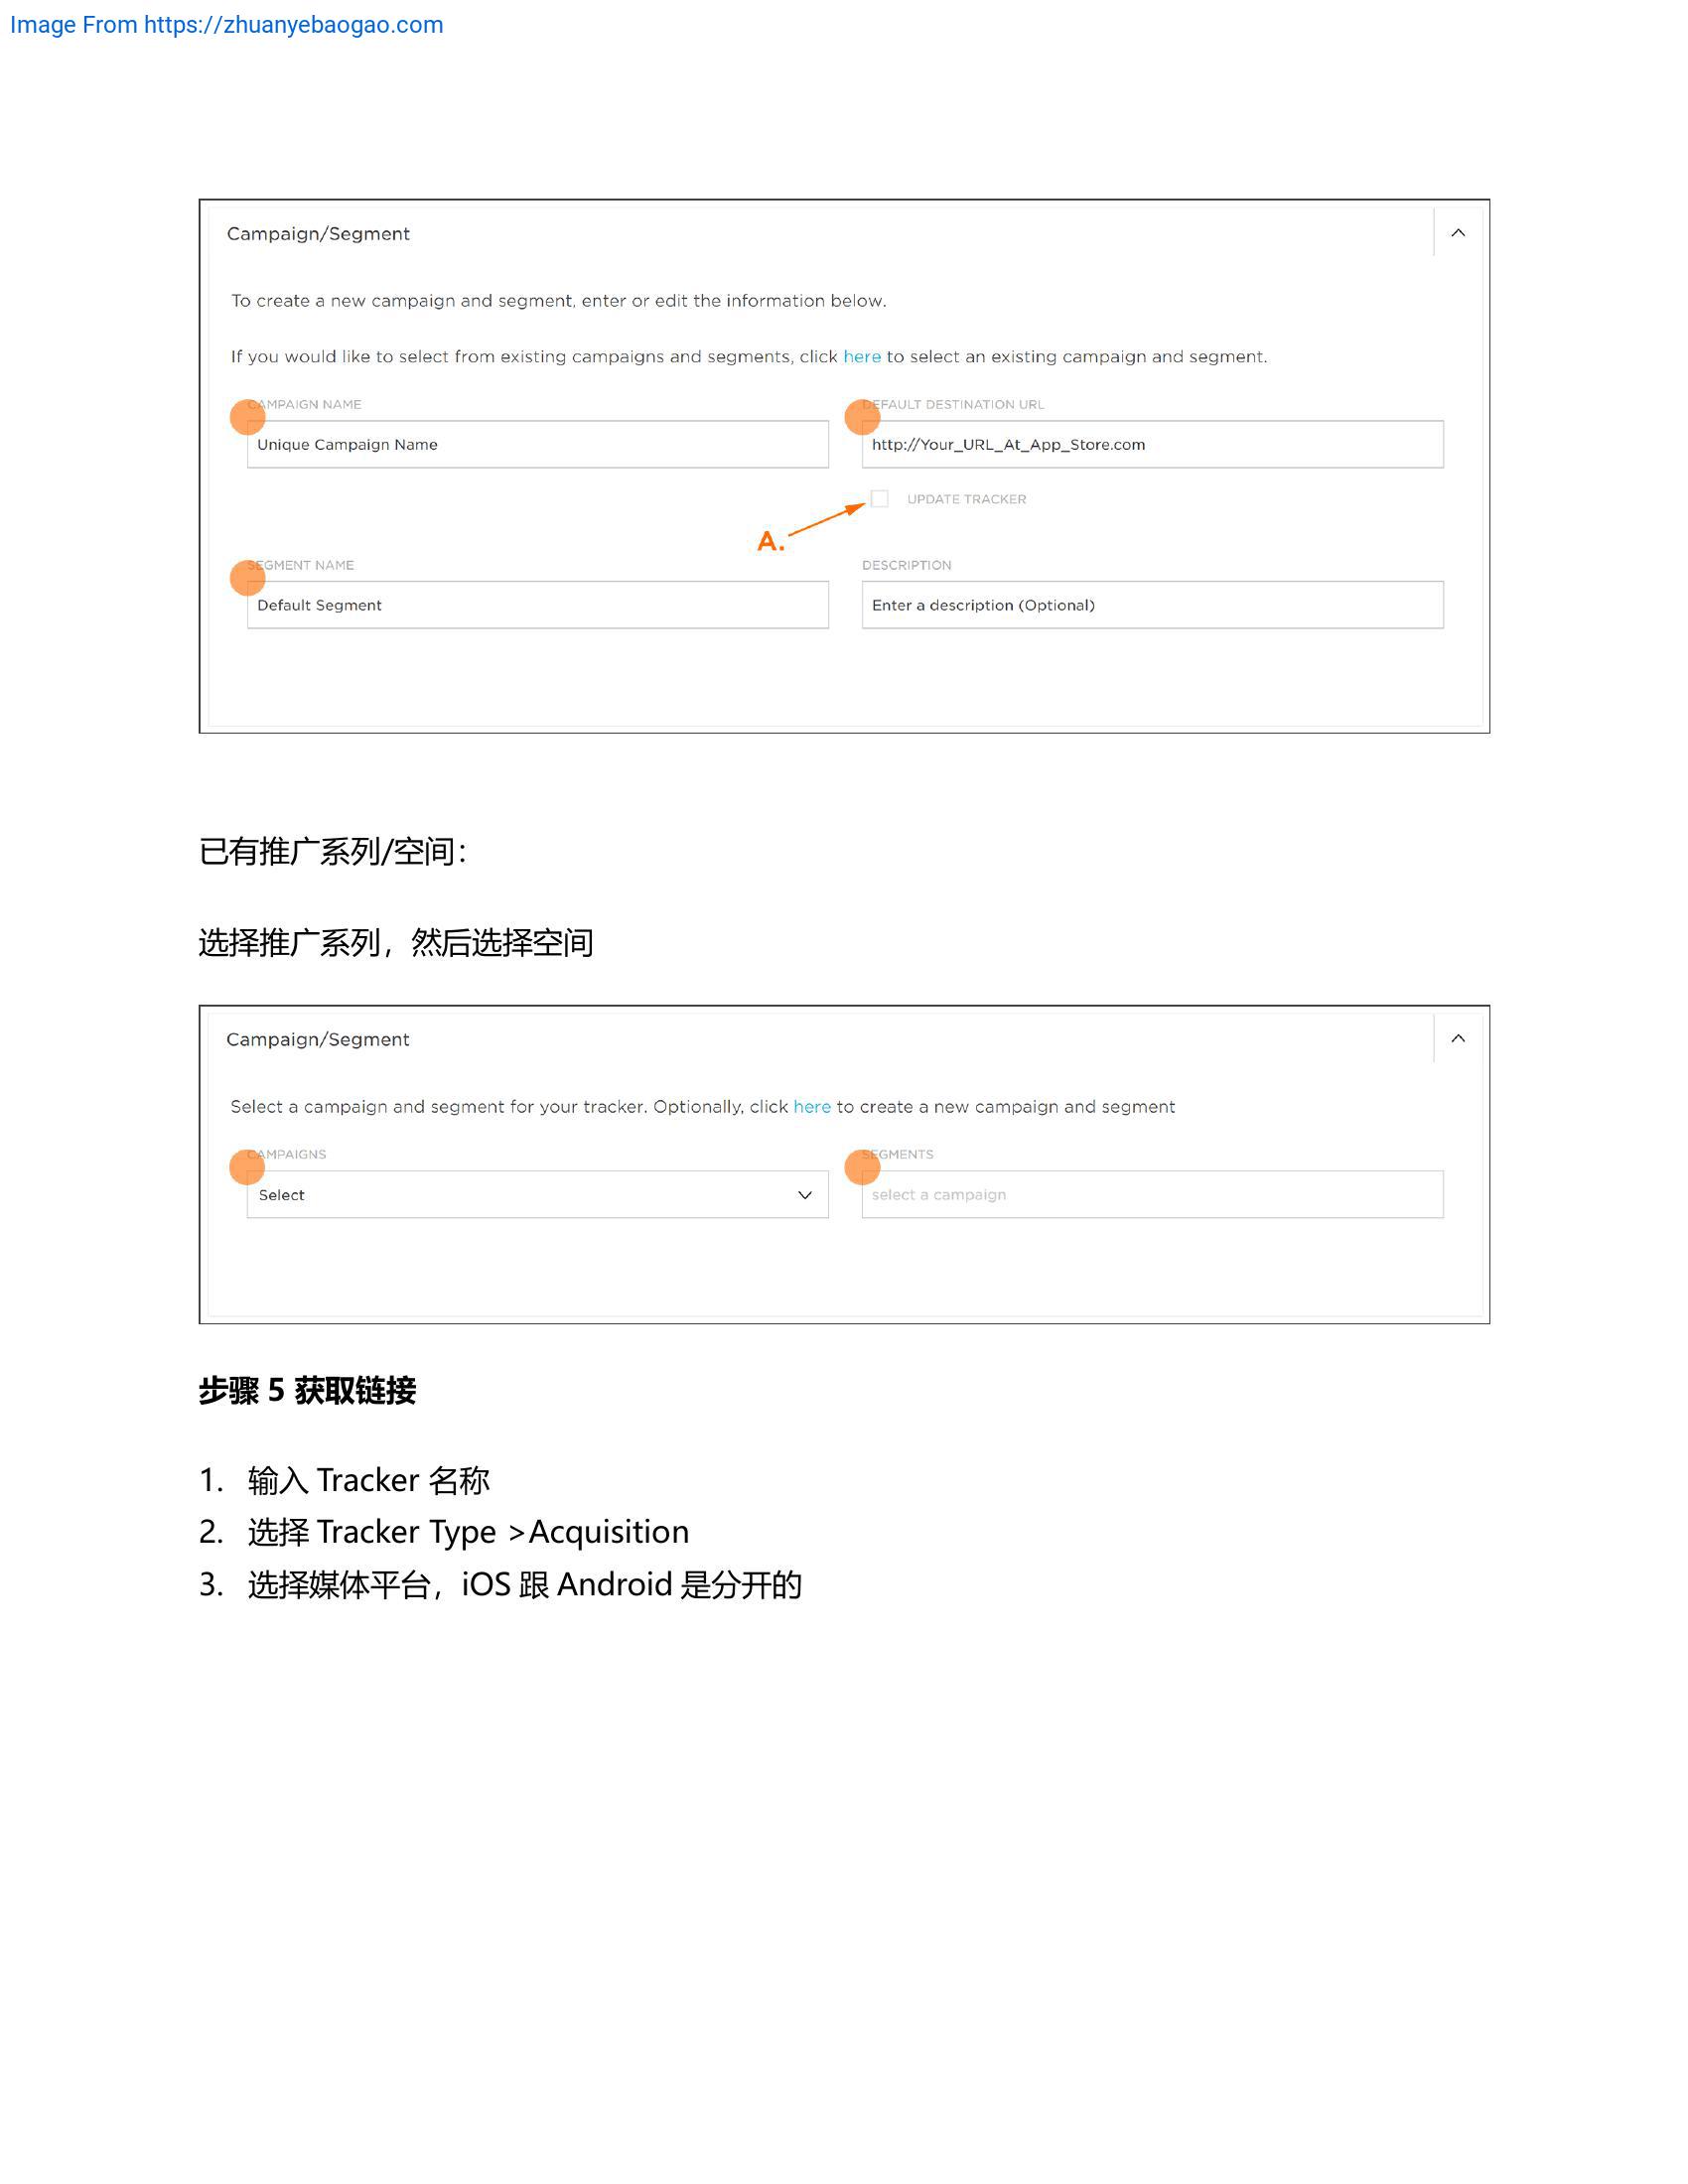 Image From https://zhuanyebaogao.com
Campaign/Segment
To create a new campaign and segment, enter or edit the information below.
If you would like to select from existing campaigns and segments, click here to select an existing campaign and segment.
CAMPAIGN NAME DEFAULT DESTINATION URL
Unique Campaign Name http://Your_URL_At_App_Store.com
UPDATE TRACKER
A.
SEGMENT NAME DESCRIPTION
Default Segment Enter a description (Optional)
已有推广系列/空间：
选择推广系列，然后选择空间
Campaign/Segment
Select a campaign and segment for your tracker. Optionally, click here to create a new campaign and segment
CAMPAIGNS SEGMENTS
Select select a campaign
步骤 5 获取链接
1. 输入 Tracker 名称
2. 选择 Tracker Type >Acquisition
3. 选择媒体平台，iOS 跟 Android 是分开的